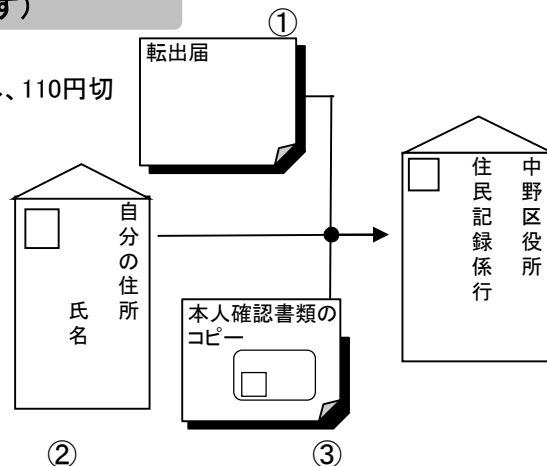 す)
、110円切
①
転出届
自分の住所
氏名
②
本人確認書類の
コピー
③
中野区役所
住民記録係行